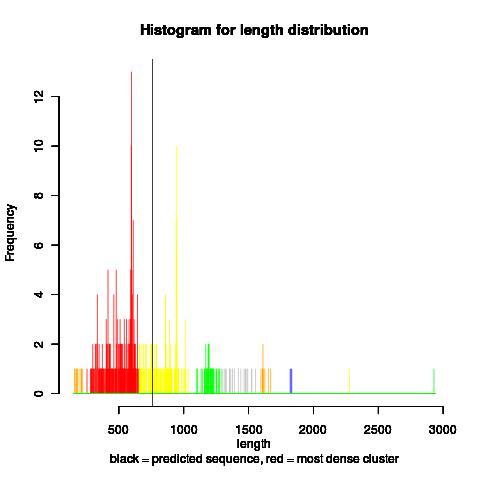 Histogram for length distribution
Frequency
12
10
8
6
4
2
0
500 1000 1500 2000 2500 3000
length
black = predicted sequence, red = most dense cluster